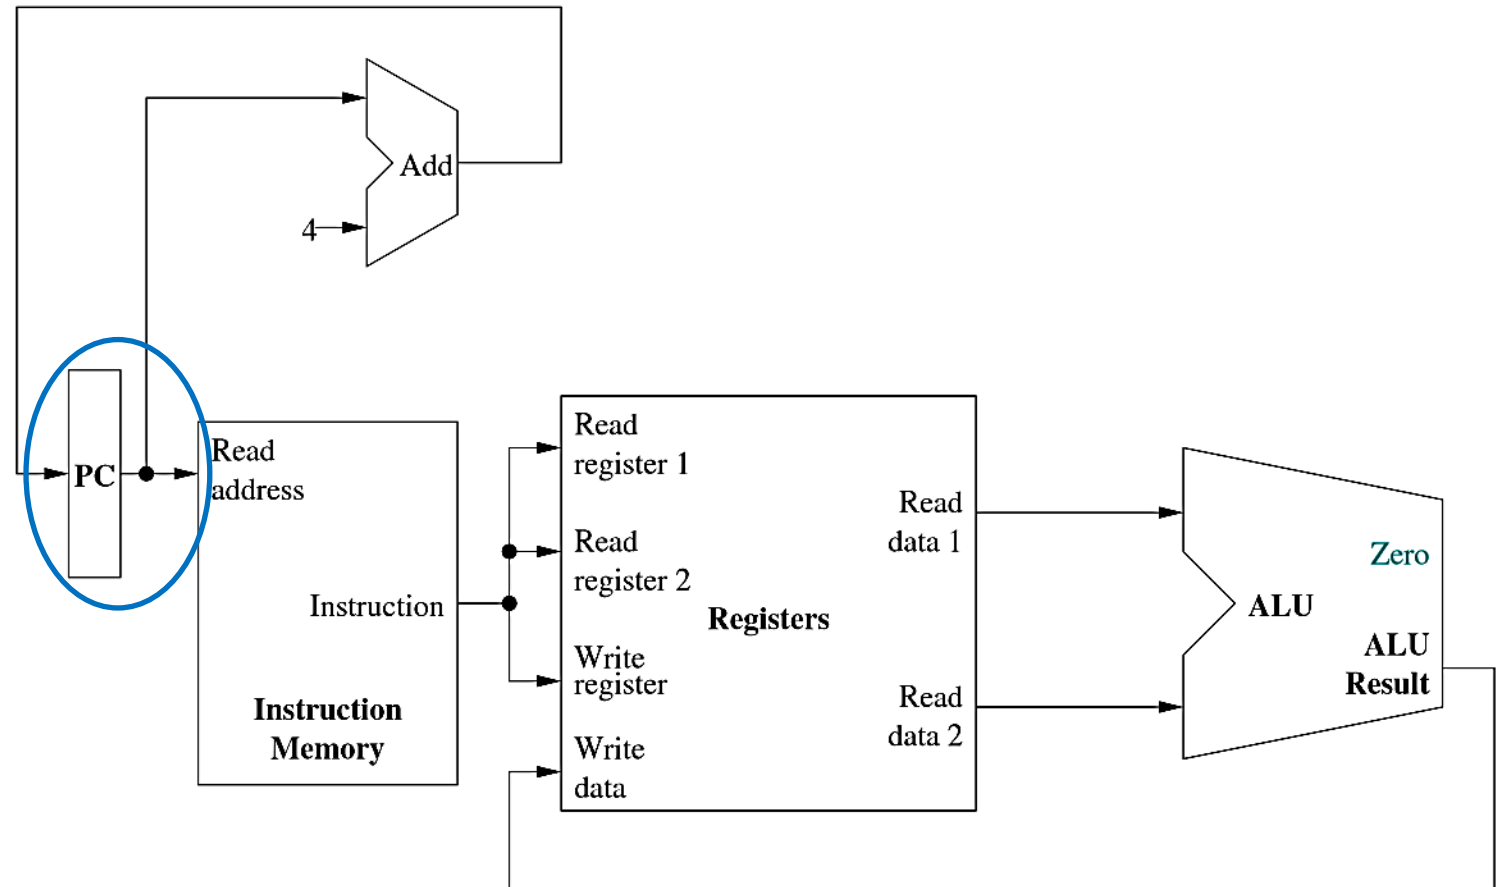 Add
4
PC
Read
address
Instruction
Instruction
Memory
Read
register 1
Read
register 2
Registers
Write
register
Write
data
Read
data 1
Read
data 2
Zero
ALU
ALU
Result